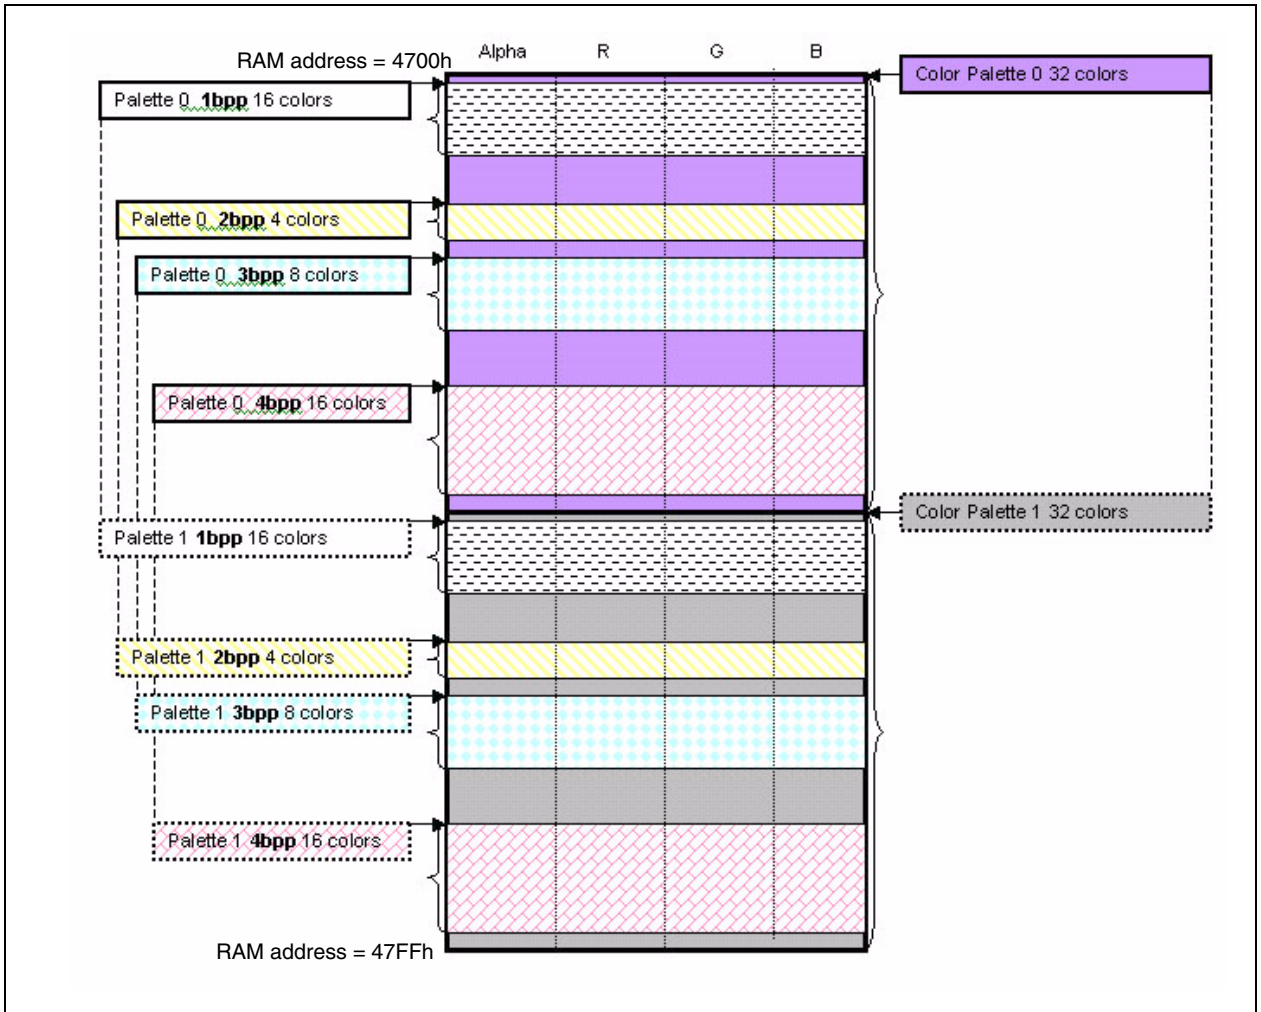 Alpha R G B
RAM address = 4700h
Color Palette 0 32 colors
Palette 0 1bpp 16 colors
Palette 0 2bpp 4 colors
Palette 0 3bpp 8 colors
Palette 0 4bpp 16 colors
Color Palette 1 32 colors
Palette 1 1bpp 16 colors
Palette 1 2bpp 4 colors
Palette 1 3bpp 8 colors
Palette 1 4bpp 16 colors
RAM address = 47FFh